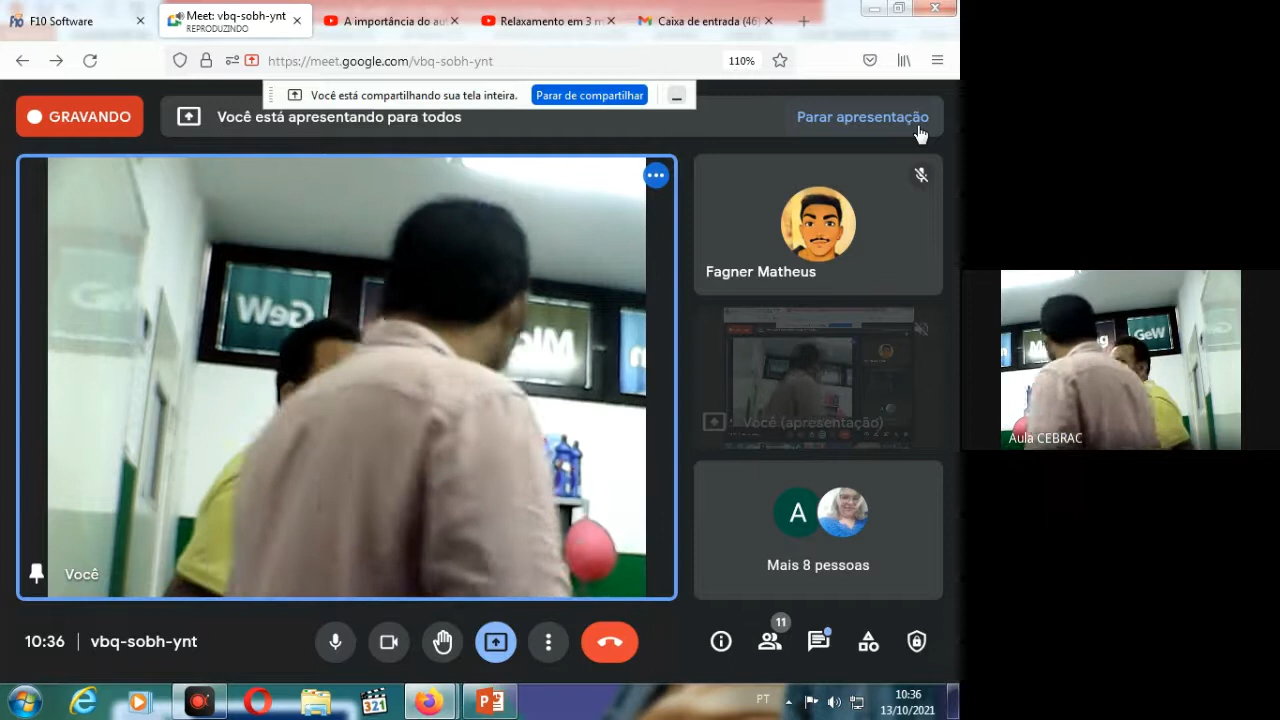 F10 Software
Meet: vbq-sobh-ynt
REPRODUZINDO
A importância do au
Relaxamento em 3 m
Caixa de entrada (46)
https://meet.google.com/vbq-sobh-ynt
110%
Você está compartilhando sua tela inteira.
Parar de compartilhar
GRAVANDO
Você está apresentando para todos
Parar apresentação
GeW
Fagner Matheus
Você (apresentação)
GeW
Aula CEBRAC
A
Mais 8 pessoas
Você
10:36
vbq-sobh-ynt
11
321
PT
10:36
13/10/2021